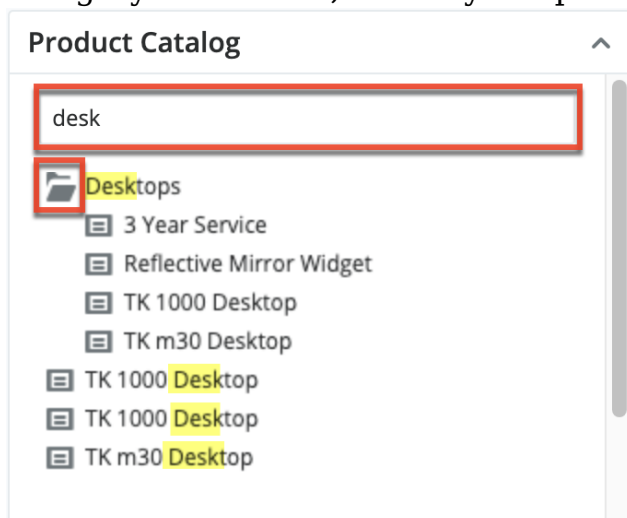 Product Catalog
desk
Desktops
3 Year Service
Reflective Mirror Widget
TK 1000 Desktop
TK m30 Desktop
TK 1000 Desktop
TK 1000 Desktop
TK m30 Desktop